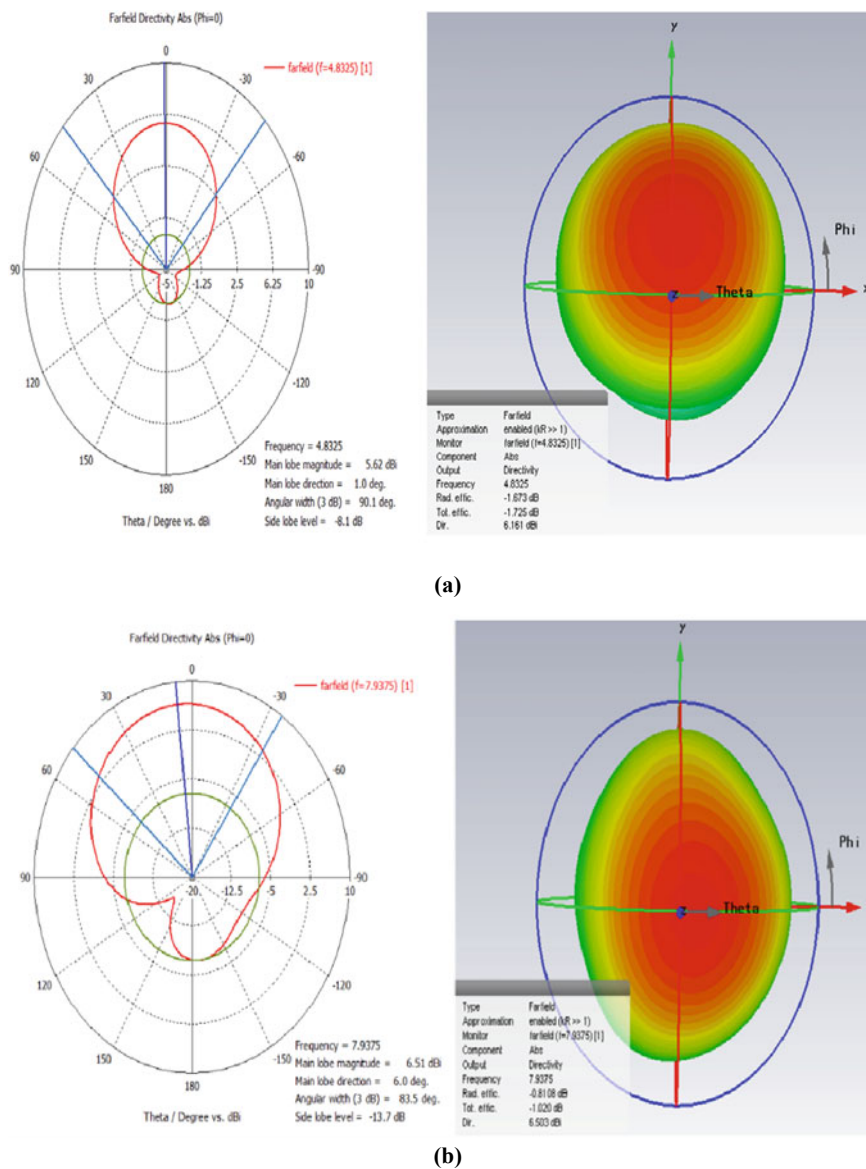 Farfield Directivity Abs (Phi=0)
farfield (f=4.8325) [1]
0
30 -30
60 -60
90 -5 -1.25 2.5 6.25 10 -90
120 -120
150 -150
180
Frequency = 4.8325
Main lobe magnitude = 5.62 dBi
Main lobe direction = 1.0 deg.
Angular width (3 dB) = 90.1 deg.
Side lobe level = -8.1 dB
Theta / Degree vs. dBi
y
Phi
z Theta x
Type Farfield
Approximation enabled (kR >> 1)
Monitor farfield (f=4.8325) [1]
Component Abs
Output Directivity
Frequency 4.8325
Rad. effic. -1.673 dB
Tot. effic. -1.725 dB
Dir. 6.161 dBi
(a)
Farfield Directivity Abs (Phi=0)
farfield (f=7.9375) [1]
0
30 -30
60 -60
90 -20 -12.5 -5 2.5 10 -90
120 -120
150 -150
180
Frequency = 7.9375
Main lobe magnitude = 6.51 dBi
Main lobe direction = 6.0 deg.
Angular width (3 dB) = 83.5 deg.
Side lobe level = -13.7 dB
Theta / Degree vs. dBi
y
Phi
z Theta
Type Farfield
Approximation enabled (kR >> 1)
Monitor farfield (f=7.9375) [1]
Component Abs
Output Directivity
Frequency 7.9375
Rad. effic. -0.8108 dB
Tot. effic. -1.020 dB
Dir. 6.503 dBi
(b)